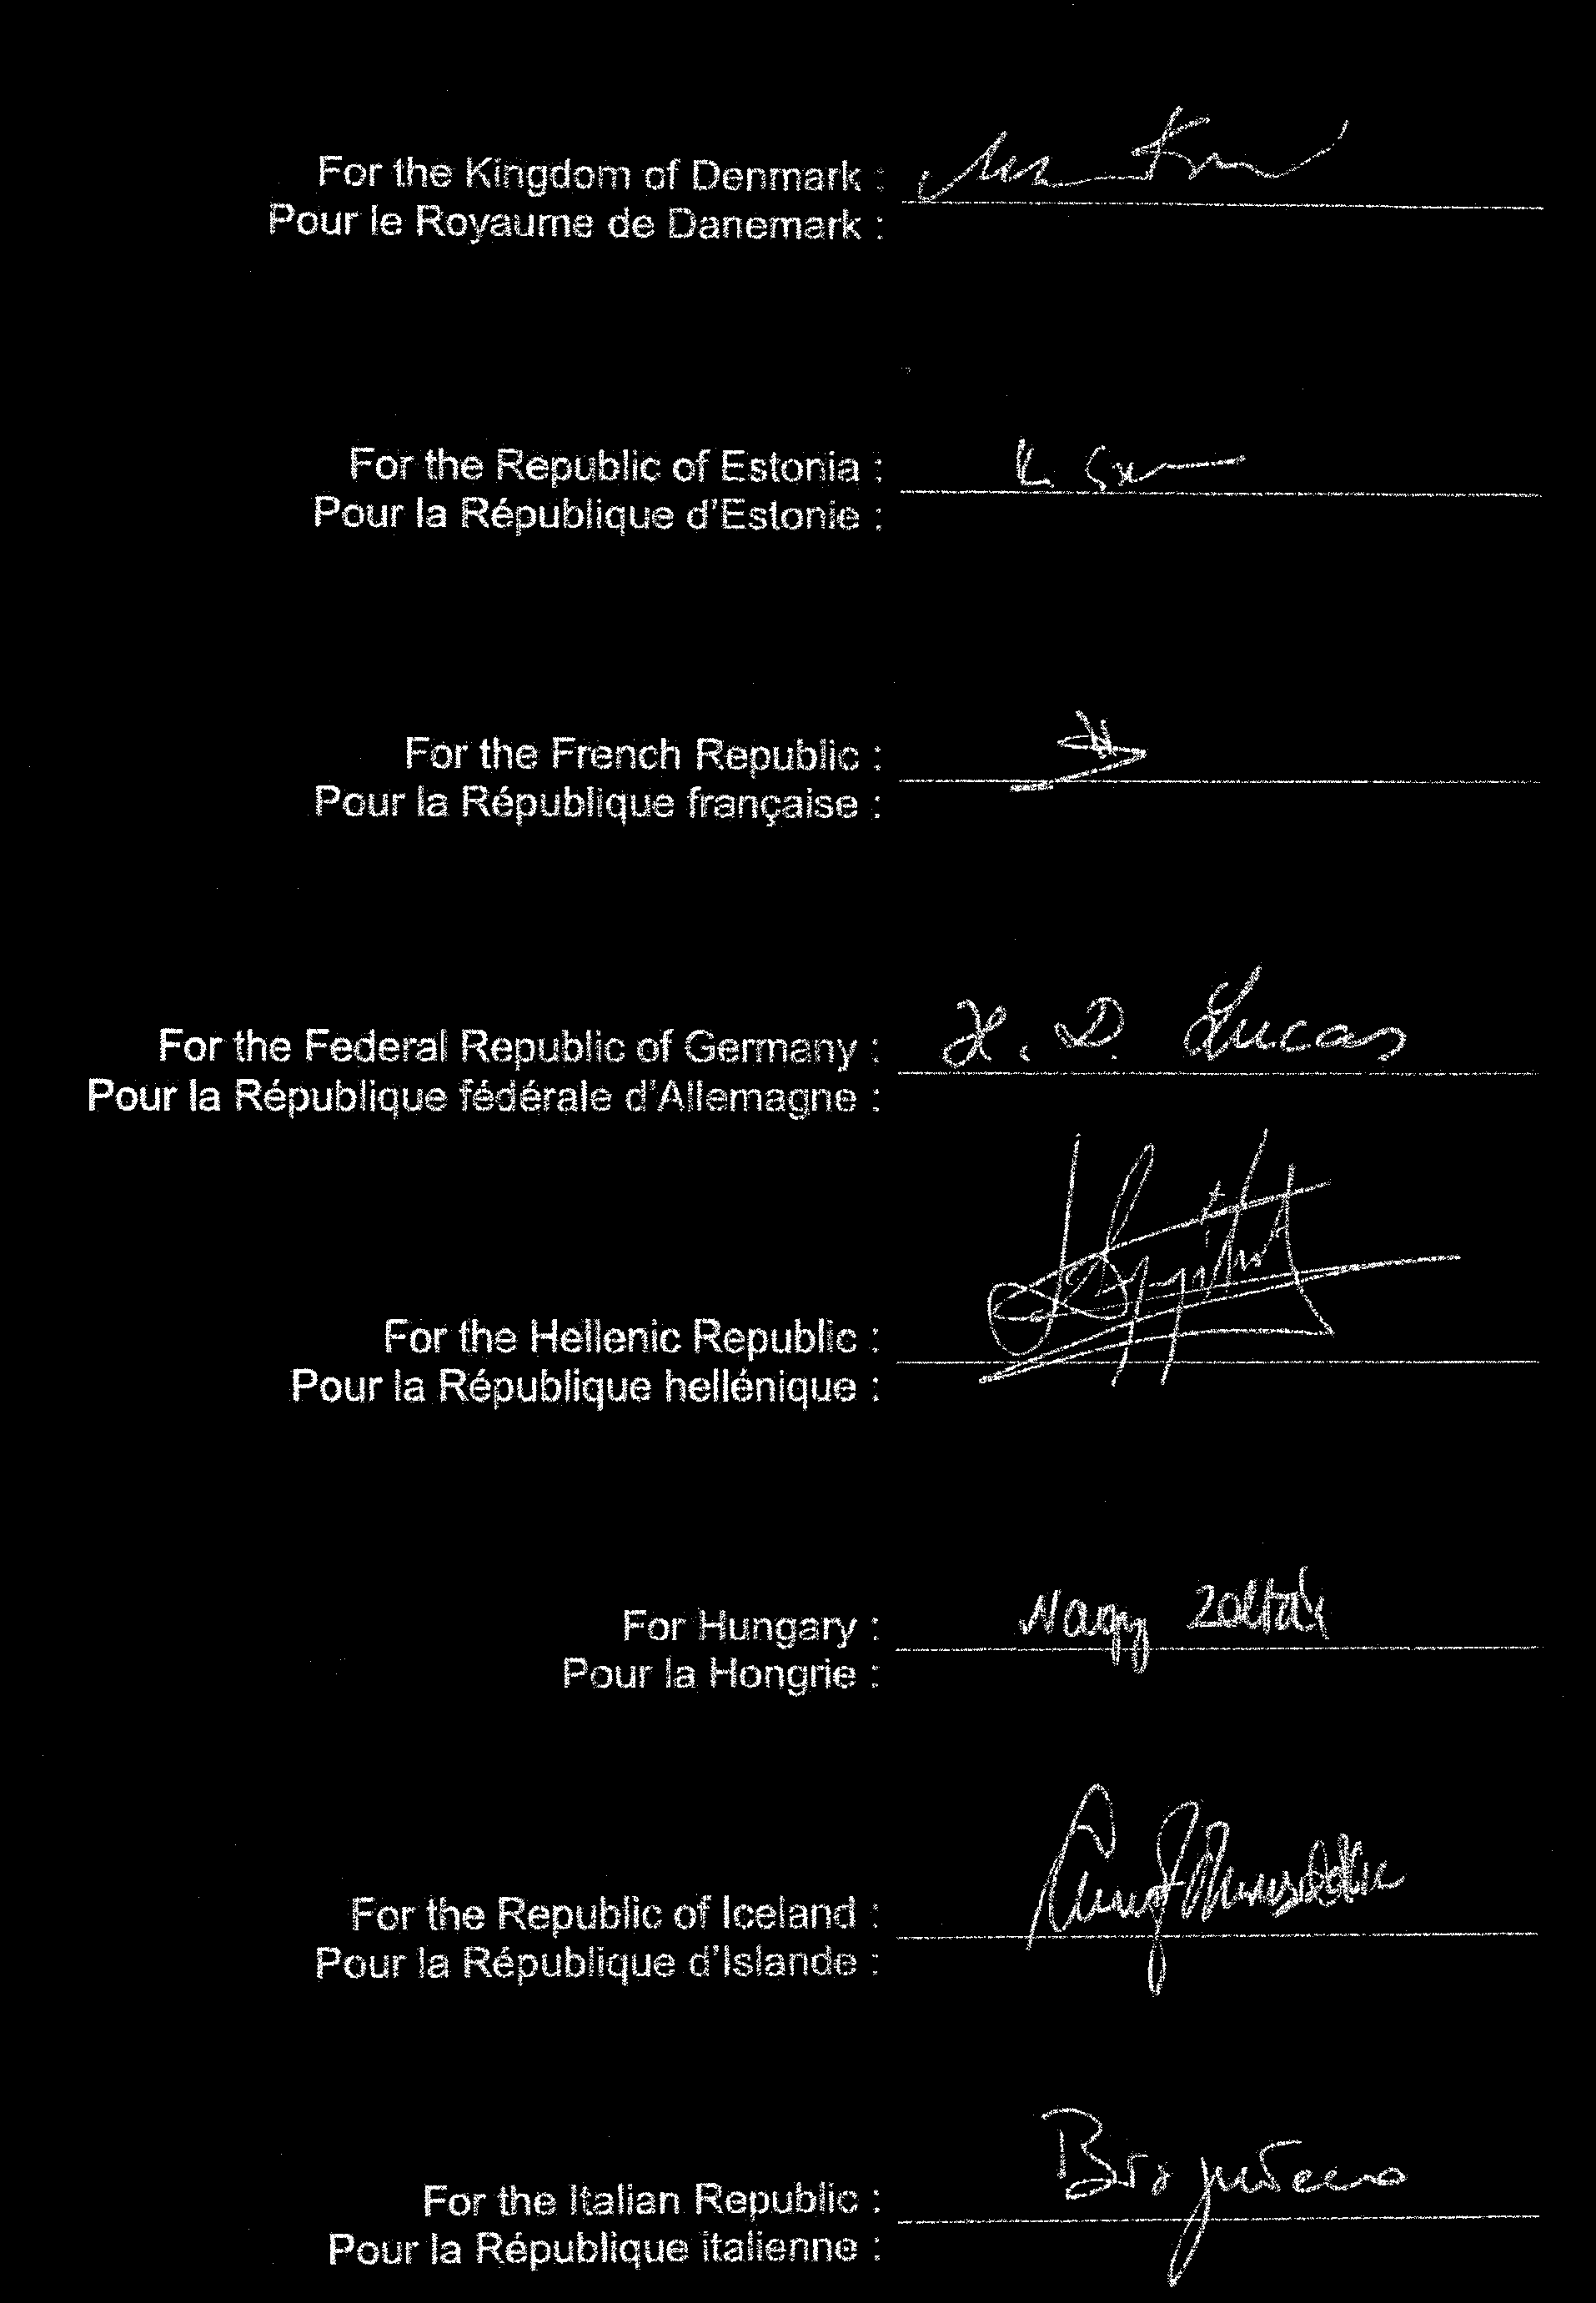 For the Kingdom of Denmark :
Pour le Royaume de Danemark :
For the Republic of Estonia :
Pour la République d'Estonie :
For the French Republic :
Pour la République française :
For the Federal Republic of Germany : H. D. Lucas
Pour la République fédérale d'Allemagne :
For the Hellenic Republic :
Pour la République hellénique :
For Hungary : Nagy Zoltán
Pour la Hongrie :
For the Republic of Iceland :
Pour la République d'Islande :
For the Italian Republic :
Pour la République italienne :